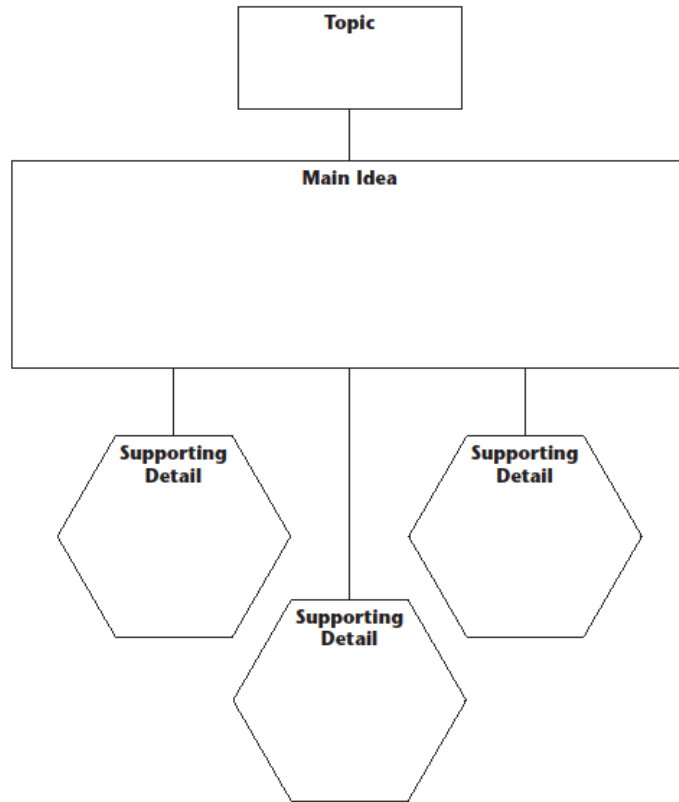 Topic
Main Idea
Supporting
Detail
Supporting
Detail
Supporting
Detail